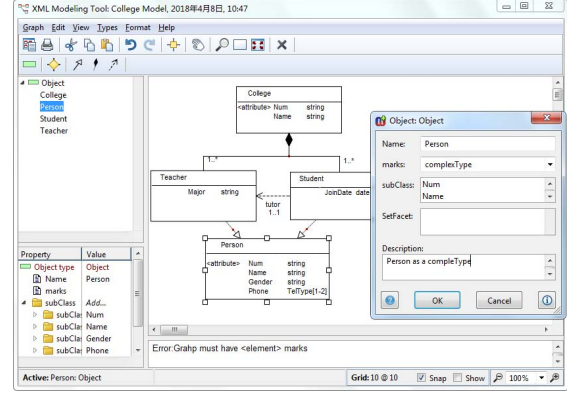 XML Modeling Tool: College Model, 2018年4月8日, 10:47
Graph Edit View Types Format Help
Object
College
Person
Student
Teacher
Property Value
Object type Object
Name Person
marks
subClass Add...
subClas Num
subClas Name
subClas Gender
subClas Phone
College
<attribute> Num string
Name string
1..*
1..*
Teacher
Major string
Student
JoinDate date
tutor
1..1
Person
<attribute> Num string
Name string
Gender string
Phone TelType[1-2]
Error:Grahp must have <element> marks
Object: Object
Name: Person
marks: complexType
subClass: Num
Name
SetFacet:
Description:
Person as a compleType
OK Cancel
Active: Person: Object
Grid: 10 @ 10 Snap Show 100%